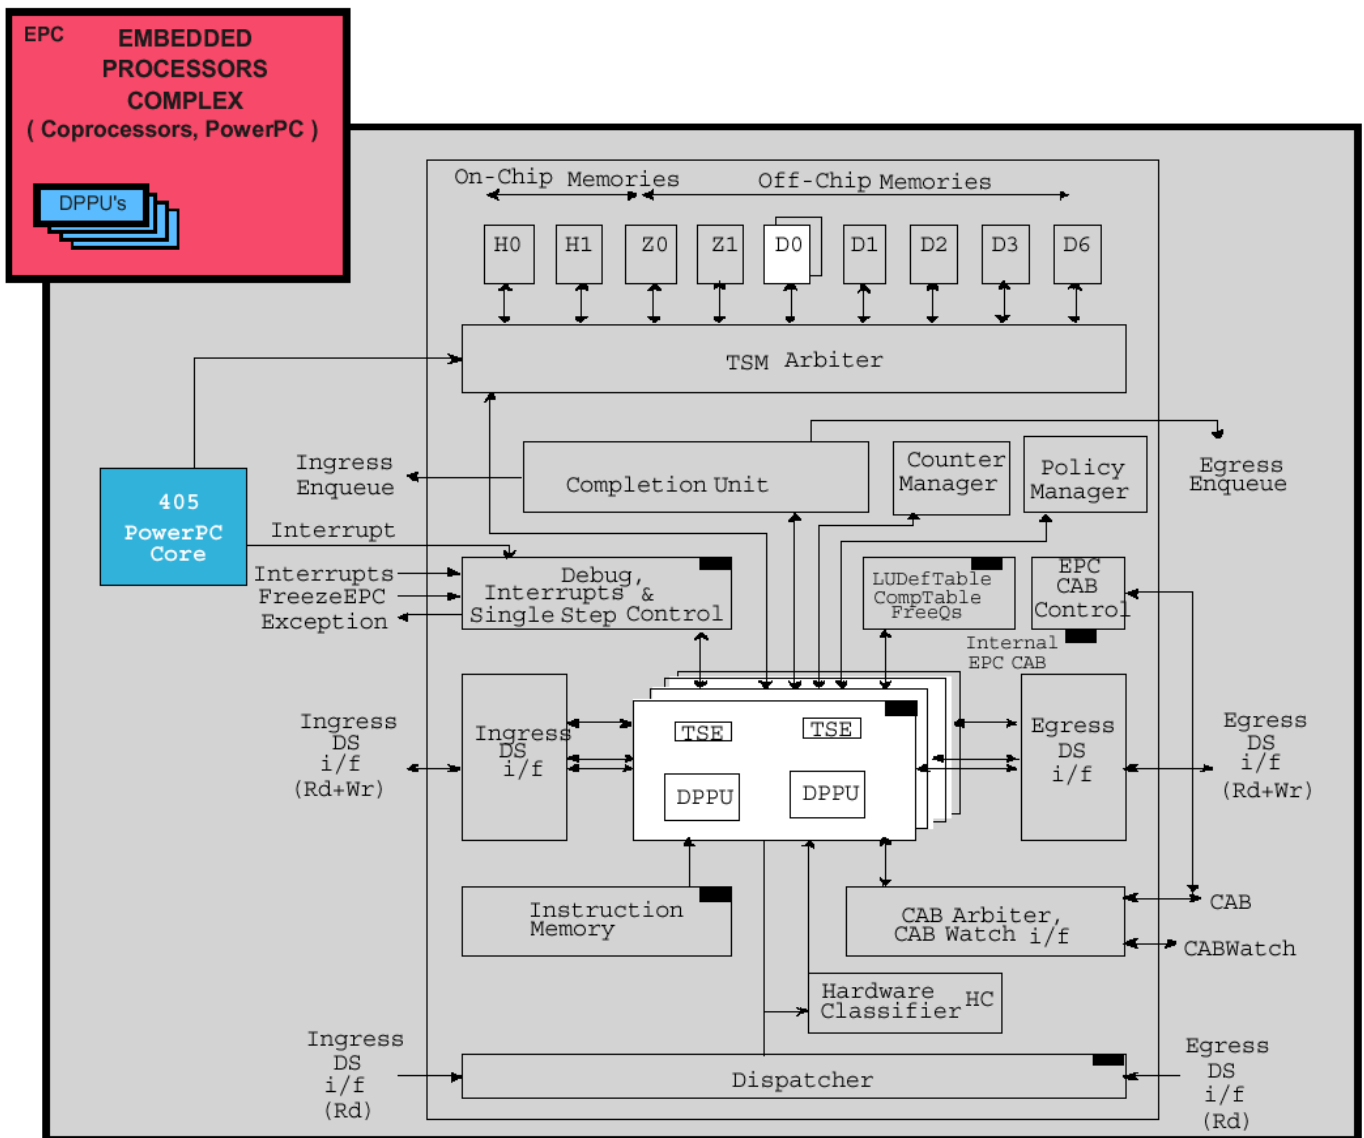 EPC
EMBEDDED
PROCESSORS
COMPLEX
( Coprocessors, PowerPC )
DPPU's
On-Chip Memories
Off-Chip Memories
H0
H1
Z0
Z1
D0
D1
D2
D3
D6
TSM Arbiter
Ingress
Enqueue
Completion Unit
Counter
Manager
Policy
Manager
Egress
Enqueue
405
PowerPC
Core
Interrupt
Interrupts
FreezeEPC
Exception
Debug,
Interrupts &
Single Step Control
LUDefTable
CompTable
FreeQs
EPC
CAB
Control
Internal
EPC CAB
Ingress
DS
i/f
(Rd+Wr)
Ingress
DS
i/f
TSE
TSE
DPPU
DPPU
Egress
DS
i/f
Egress
DS
i/f
(Rd+Wr)
Instruction
Memory
CAB Arbiter,
CAB Watch i/f
CAB
CABWatch
Hardware
Classifier
HC
Ingress
DS
i/f
(Rd)
Dispatcher
Egress
DS
i/f
(Rd)